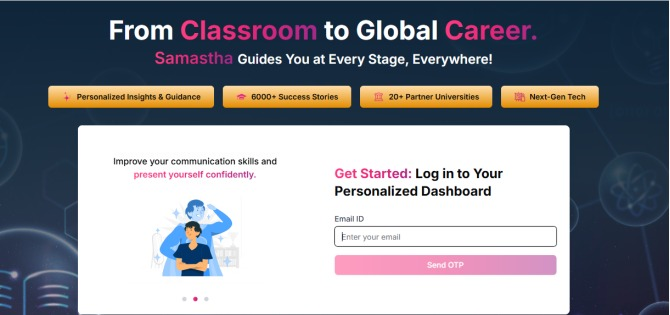 From Classroom to Global Career.
Samastha Guides You at Every Stage, Everywhere!
Personalized Insights & Guidance
6000+ Success Stories
20+ Partner Universities
Next-Gen Tech
Improve your communication skills and
present yourself confidently.
Get Started: Log in to Your
Personalized Dashboard
Email ID
Enter your email
Send OTP